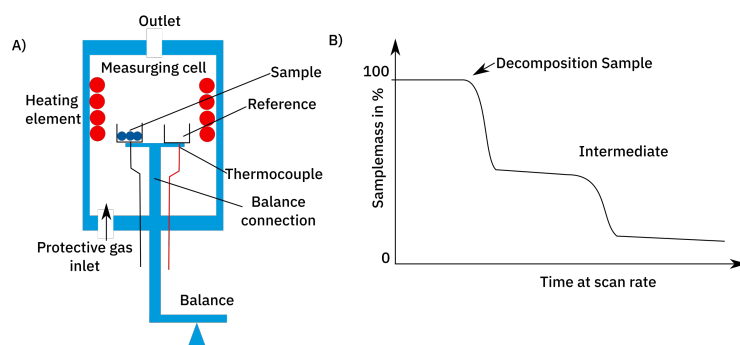 A)
Outlet
Measurging cell
Sample
Reference
Heating
element
Thermocouple
Balance
connection
Protective gas
inlet
Balance
B)
100
Decomposition Sample
Intermediate
Samplemass in %
0
Time at scan rate